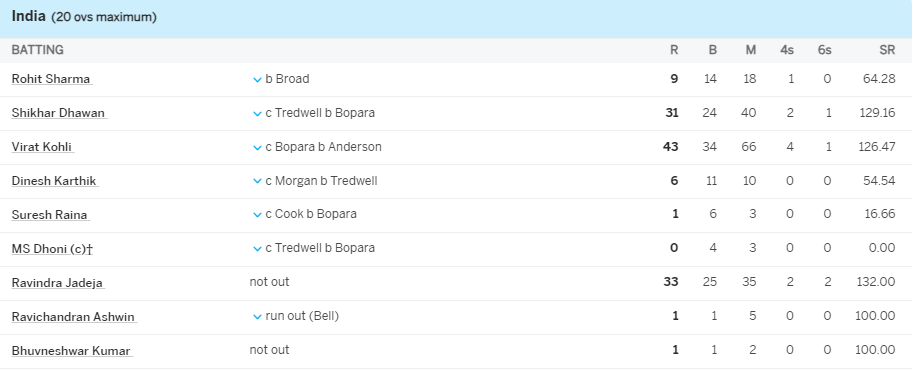 India (20 ovs maximum)
BATTING R B M 4s 6s SR
Rohit Sharma b Broad 9 14 18 1 0 64.28
Shikhar Dhawan c Tredwell b Bopara 31 24 40 2 1 129.16
Virat Kohli c Bopara b Anderson 43 34 66 4 1 126.47
Dinesh Karthik c Morgan b Tredwell 6 11 10 0 0 54.54
Suresh Raina c Cook b Bopara 1 6 3 0 0 16.66
MS Dhoni (c)† c Tredwell b Bopara 0 4 3 0 0 0.00
Ravindra Jadeja not out 33 25 35 2 2 132.00
Ravichandran Ashwin run out (Bell) 1 1 5 0 0 100.00
Bhuvneshwar Kumar not out 1 1 2 0 0 100.00